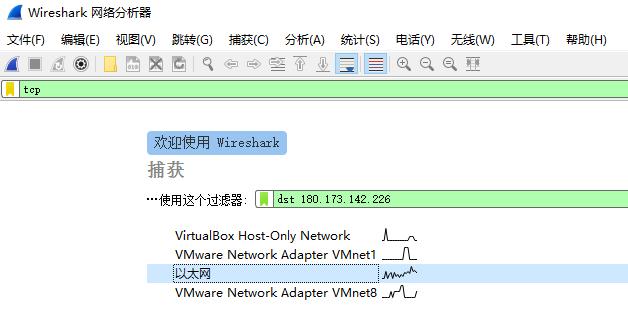 Wireshark 网络分析器
文件(F) 编辑(E) 视图(V) 跳转(G) 捕获(C) 分析(A) 统计(S) 电话(Y) 无线(W) 工具(T) 帮助(H)
tcp
欢迎使用 Wireshark
捕获
…使用这个过滤器: dst 180.173.142.226
VirtualBox Host-Only Network
VMware Network Adapter VMnet1
以太网
VMware Network Adapter VMnet8